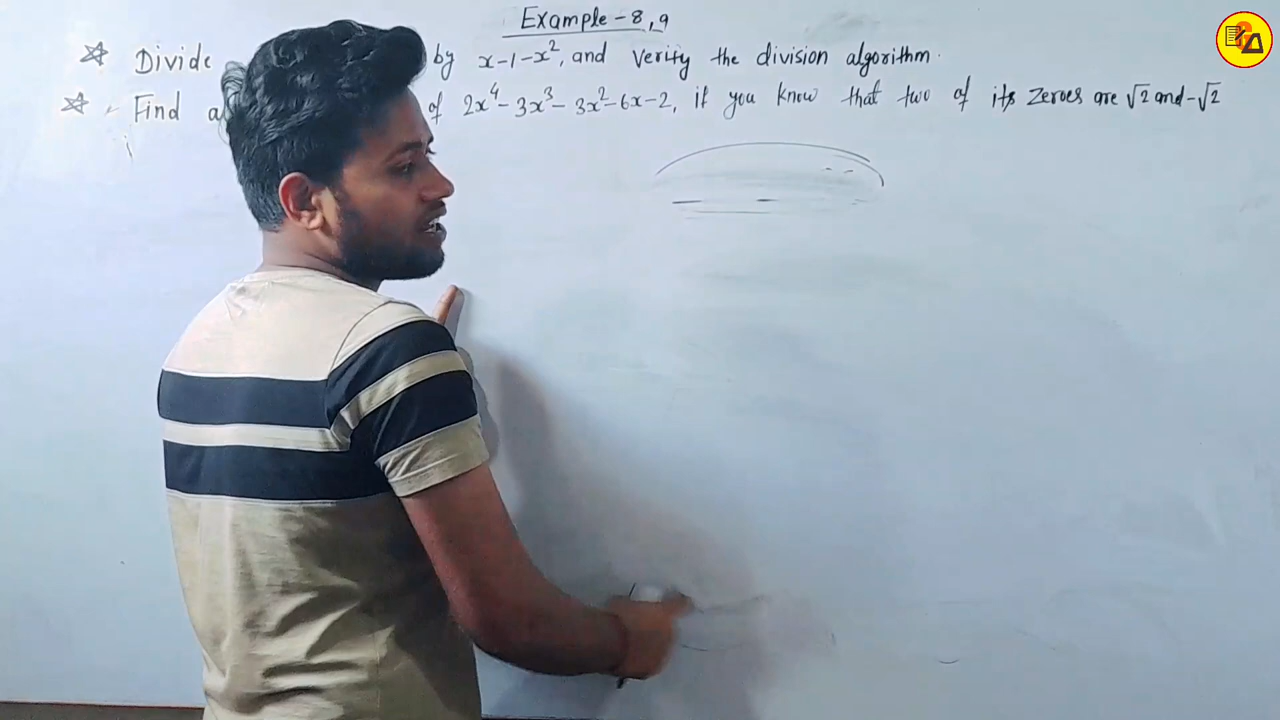 Example-8,9
☆ Divide by x-1-x², and verify the division algorithm.
☆ Find of 2x⁴-3x³-3x²-6x-2, if you know that two of its zeroes are √2 and -√2